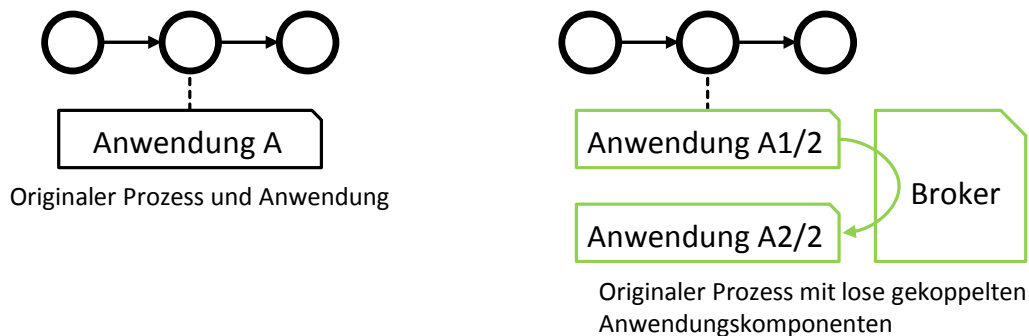 Anwendung A
Originaler Prozess und Anwendung
Anwendung A1/2
Broker
Anwendung A2/2
Originaler Prozess mit lose gekoppelten
Anwendungskomponenten